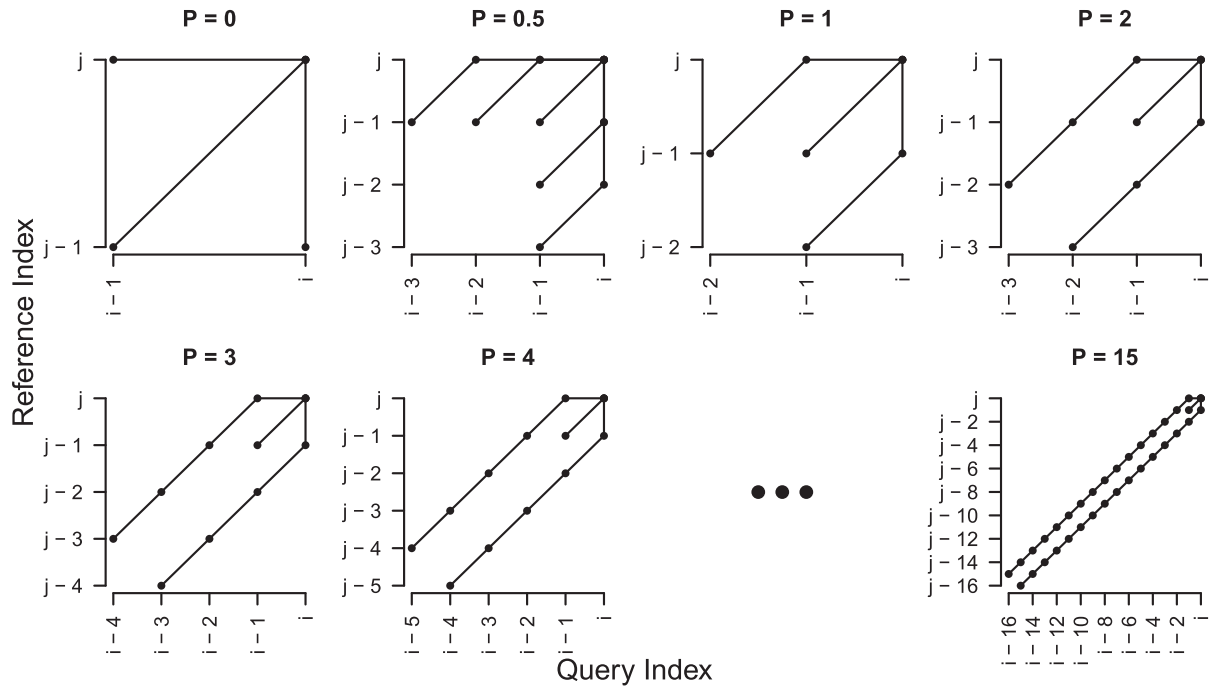 P = 0
P = 0.5
P = 1
P = 2
j
j − 1
i − 1
i
j
j − 1
j − 2
j − 3
i − 3
i − 2
i − 1
i
j
j − 1
j − 2
i − 2
i − 1
i
j
j − 1
j − 2
j − 3
i − 3
i − 2
i − 1
i
Reference Index
P = 3
P = 4
P = 15
j
j − 1
j − 2
j − 3
j − 4
i − 4
i − 3
i − 2
i − 1
i
j
j − 1
j − 2
j − 3
j − 4
j − 5
i − 5
i − 4
i − 3
i − 2
i − 1
i
j
j − 2
j − 4
j − 6
j − 8
j − 10
j − 12
j − 14
j − 16
i − 16
i − 14
i − 12
i − 10
i − 8
i − 6
i − 4
i − 2
i
Query Index